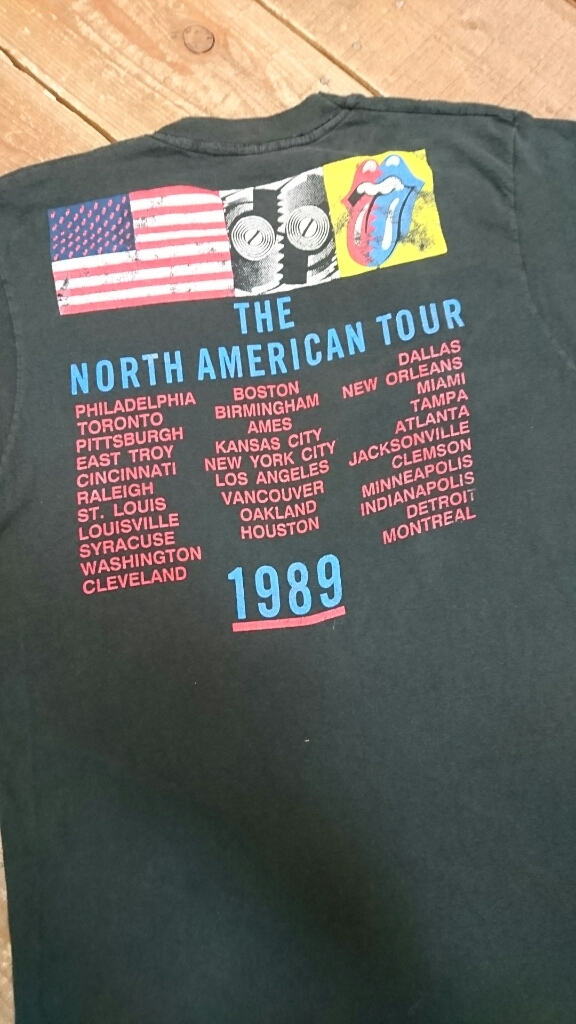 THE
NORTH AMERICAN TOUR
PHILADELPHIA
TORONTO
PITTSBURGH
EAST TROY
CINCINNATI
RALEIGH
ST. LOUIS
LOUISVILLE
SYRACUSE
WASHINGTON
CLEVELAND
BOSTON
BIRMINGHAM
AMES
KANSAS CITY
NEW YORK CITY
LOS ANGELES
VANCOUVER
OAKLAND
HOUSTON
DALLAS
NEW ORLEANS
MIAMI
TAMPA
ATLANTA
JACKSONVILLE
CLEMSON
MINNEAPOLIS
INDIANAPOLIS
DETROIT
MONTREAL
1989